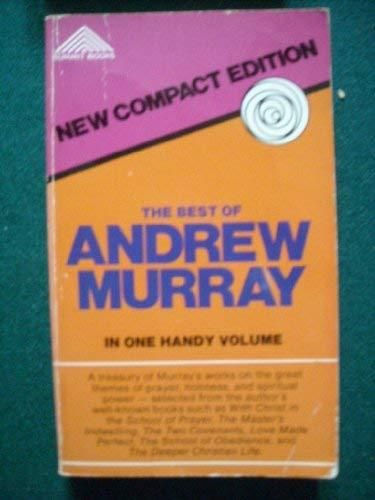 SUMMIT BOOKS
NEW COMPACT EDITION
THE BEST OF
ANDREW
MURRAY
IN ONE HANDY VOLUME
A treasury of Murray's works on the great
themes of prayer, holiness, and spiritual
power — selected from the author's
well-known books such as With Christ in
the School of Prayer, The Master's
Indwelling, The Two Covenants, Love Made
Perfect, The School of Obedience, and
The Deeper Christian Life.